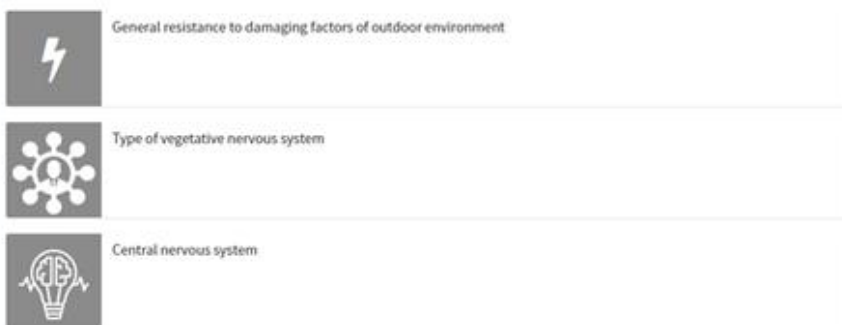 General resistance to damaging factors of outdoor environment
Type of vegetative nervous system
Central nervous system